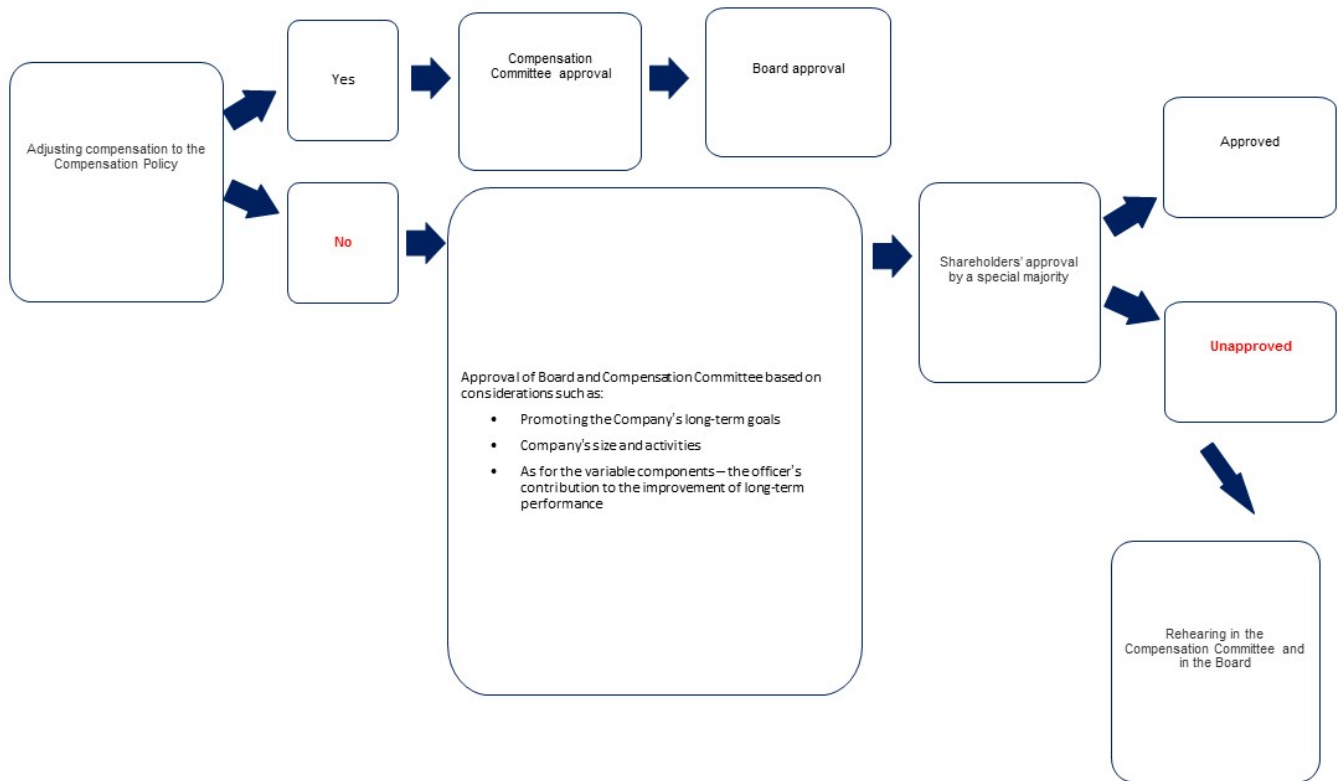 Adjusting compensation to the
Compensation Policy
Yes
Compensation
Committee approval
Board approval
No
Approval of Board and Compensation Committee based on
considerations such as:
• Promoting the Company's long-term goals
• Company's size and activities
• As for the variable components – the officer's
contribution to the improvement of long-term
performance
Shareholders' approval
by a special majority
Approved
Unapproved
Rehearing in the
Compensation Committee and
in the Board